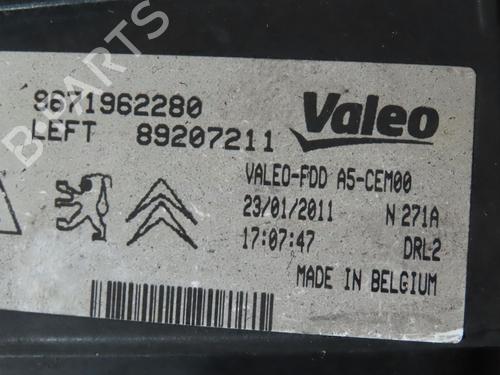 9671962280
LEFT 89207211
Valeo
VALEO-FDD A5-CEM00
23/01/2011 N 271A
17:07:47 DRL2
MADE IN BELGIUM
B PARTS